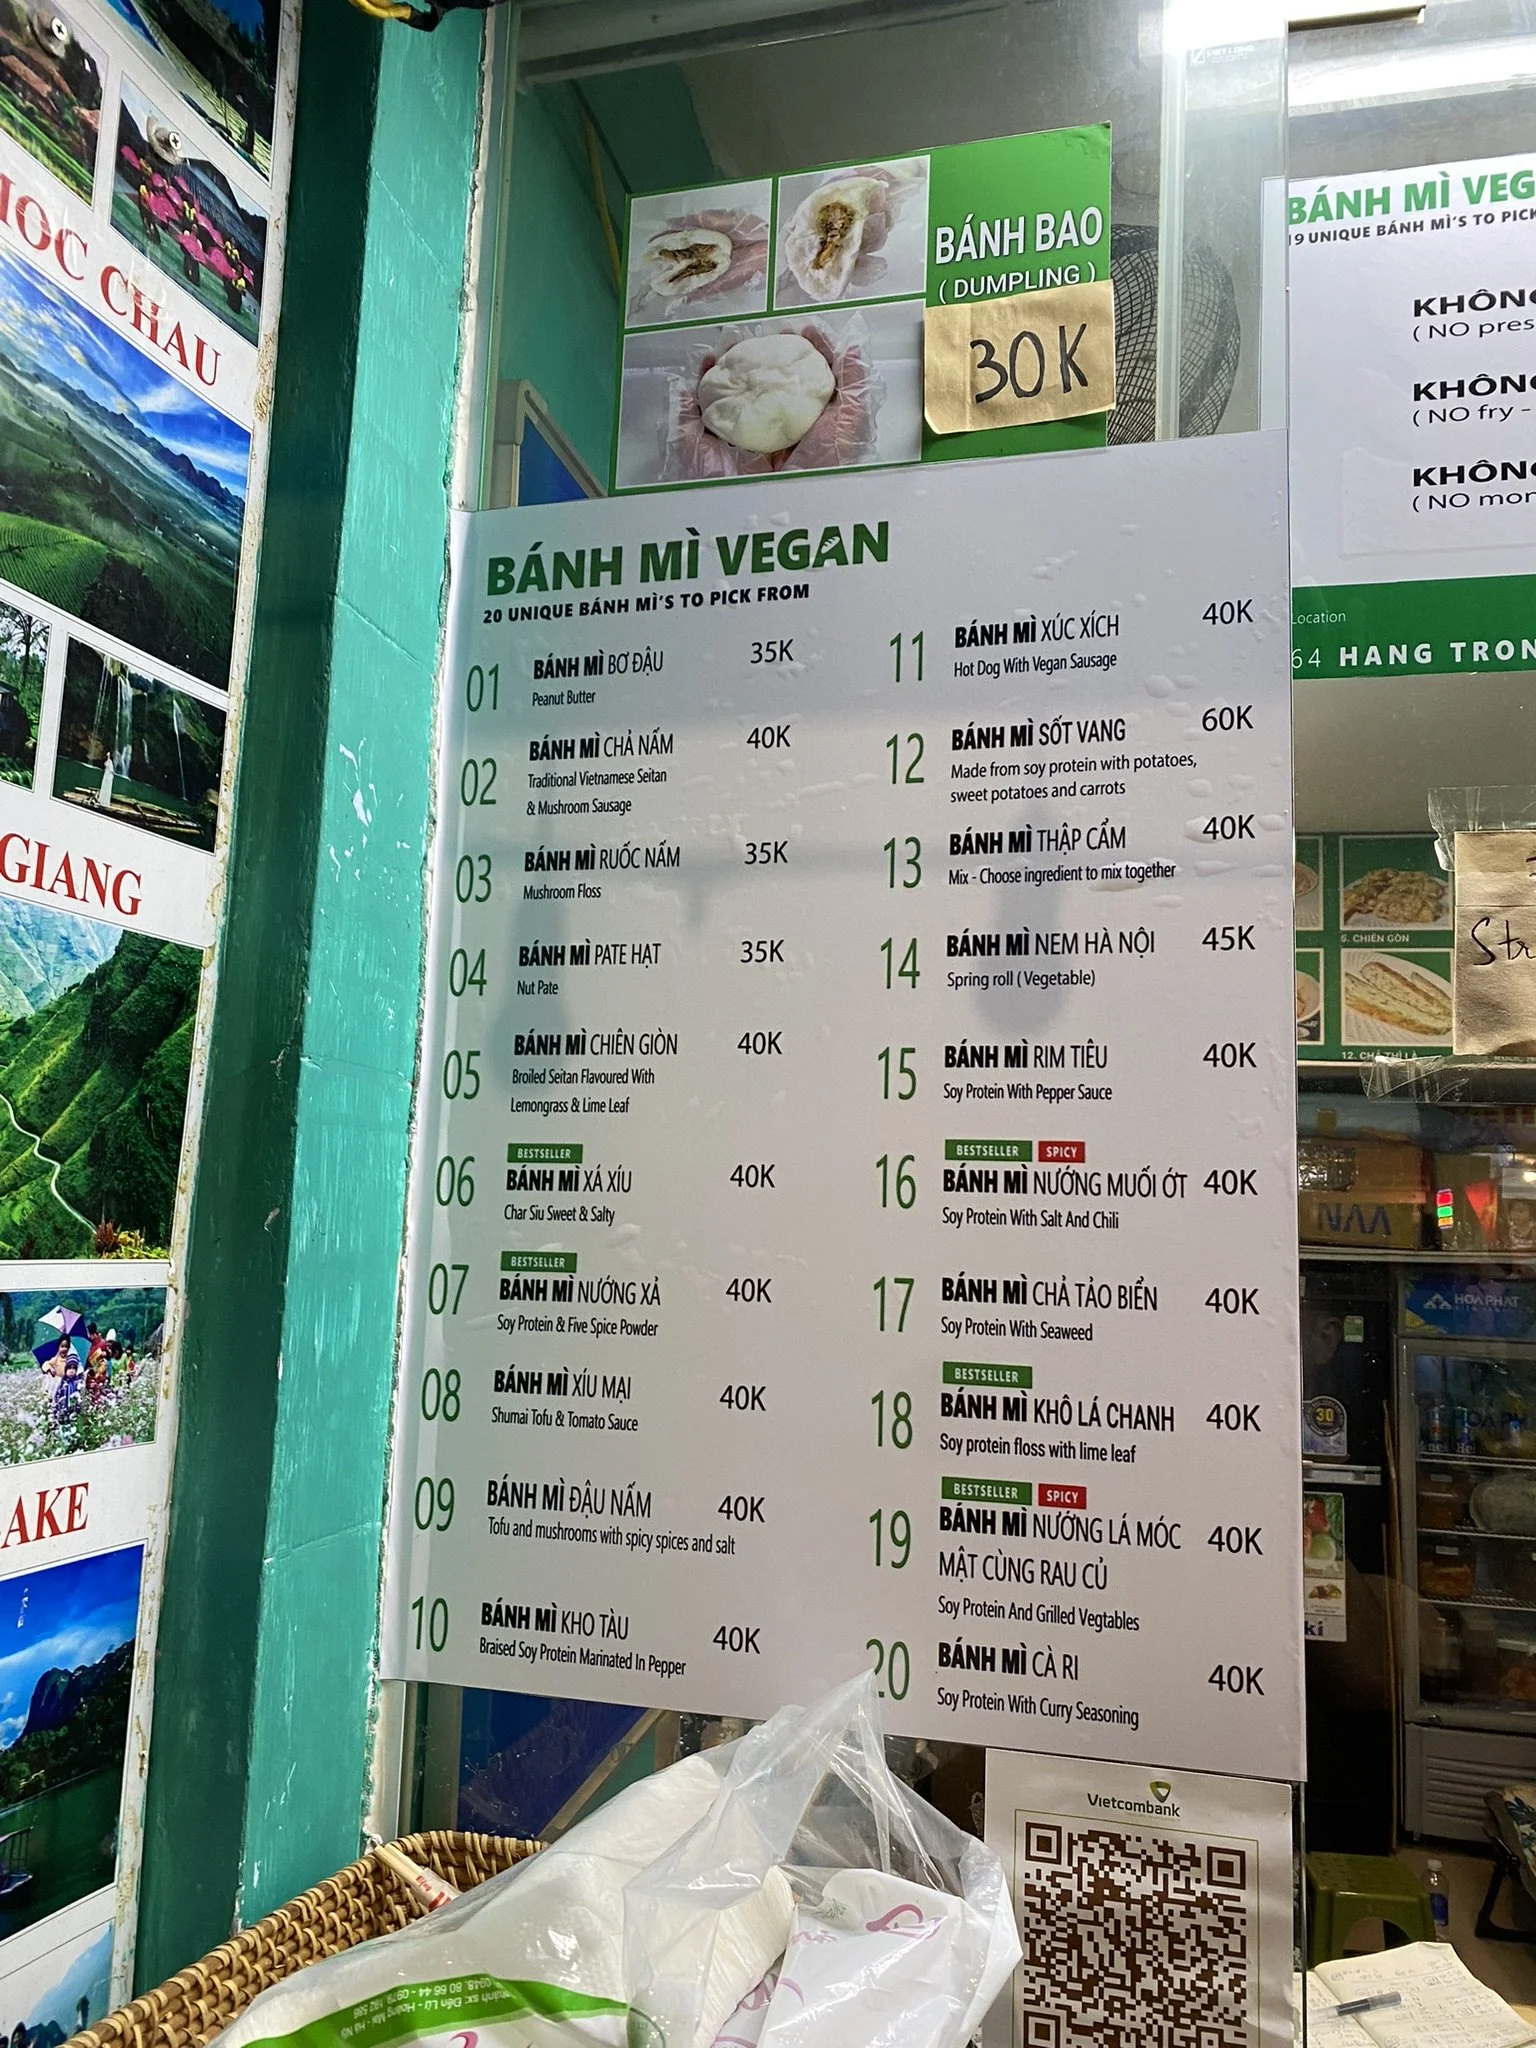 MOC CHAU
GIANG
LAKE
BÁNH BAO
( DUMPLING )
30K
BÁNH MÌ VEGAN
20 UNIQUE BÁNH MÌ'S TO PICK FROM
01 BÁNH MÌ BƠ ĐẬU 35K
Peanut Butter
02 BÁNH MÌ CHẢ NẤM 40K
Traditional Vietnamese Seitan
& Mushroom Sausage
03 BÁNH MÌ RUỐC NẤM 35K
Mushroom Floss
04 BÁNH MÌ PATE HẠT 35K
Nut Pate
05 BÁNH MÌ CHIÊN GIÒN 40K
Broiled Seitan Flavoured With
Lemongrass & Lime Leaf
BESTSELLER
06 BÁNH MÌ XÁ XÍU 40K
Char Siu Sweet & Salty
BESTSELLER
07 BÁNH MÌ NƯỚNG XẢ 40K
Soy Protein & Five Spice Powder
08 BÁNH MÌ XÍU MẠI 40K
Shumai Tofu & Tomato Sauce
09 BÁNH MÌ ĐẬU NẤM 40K
Tofu and mushrooms with spicy spices and salt
10 BÁNH MÌ KHO TÀU 40K
Braised Soy Protein Marinated In Pepper
11 BÁNH MÌ XÚC XÍCH 40K
Hot Dog With Vegan Sausage
12 BÁNH MÌ SỐT VANG 60K
Made from soy protein with potatoes,
sweet potatoes and carrots
13 BÁNH MÌ THẬP CẨM 40K
Mix - Choose ingredient to mix together
14 BÁNH MÌ NEM HÀ NỘI 45K
Spring roll ( Vegetable)
15 BÁNH MÌ RIM TIÊU 40K
Soy Protein With Pepper Sauce
BESTSELLER SPICY
16 BÁNH MÌ NƯỚNG MUỐI ỚT 40K
Soy Protein With Salt And Chili
17 BÁNH MÌ CHẢ TẢO BIỂN 40K
Soy Protein With Seaweed
BESTSELLER
18 BÁNH MÌ KHÔ LÁ CHANH 40K
Soy protein floss with lime leaf
BESTSELLER SPICY
19 BÁNH MÌ NƯỚNG LÁ MÓC 40K
MẬT CÙNG RAU CỦ
Soy Protein And Grilled Vegtables
20 BÁNH MÌ CÀ RI 40K
Soy Protein With Curry Seasoning
Vietcombank
BÁNH MÌ VEG
19 UNIQUE BÁNH MÌ'S TO PICK
KHÔNG
( NO pres
KHÔNG
( NO fry -
KHÔNG
( NO mon
Location
64 HANG TRON
5. CHIÊN GÒN
12. CHẢ THÌ LÀ
Str
HOA PHAT
30